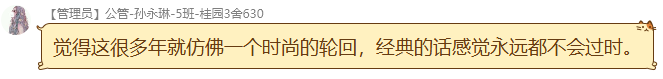 【管理员】公管-孙永琳-5班-桂园3舍630
觉得这很多年就仿佛一个时尚的轮回，经典的话感觉永远都不会过时。